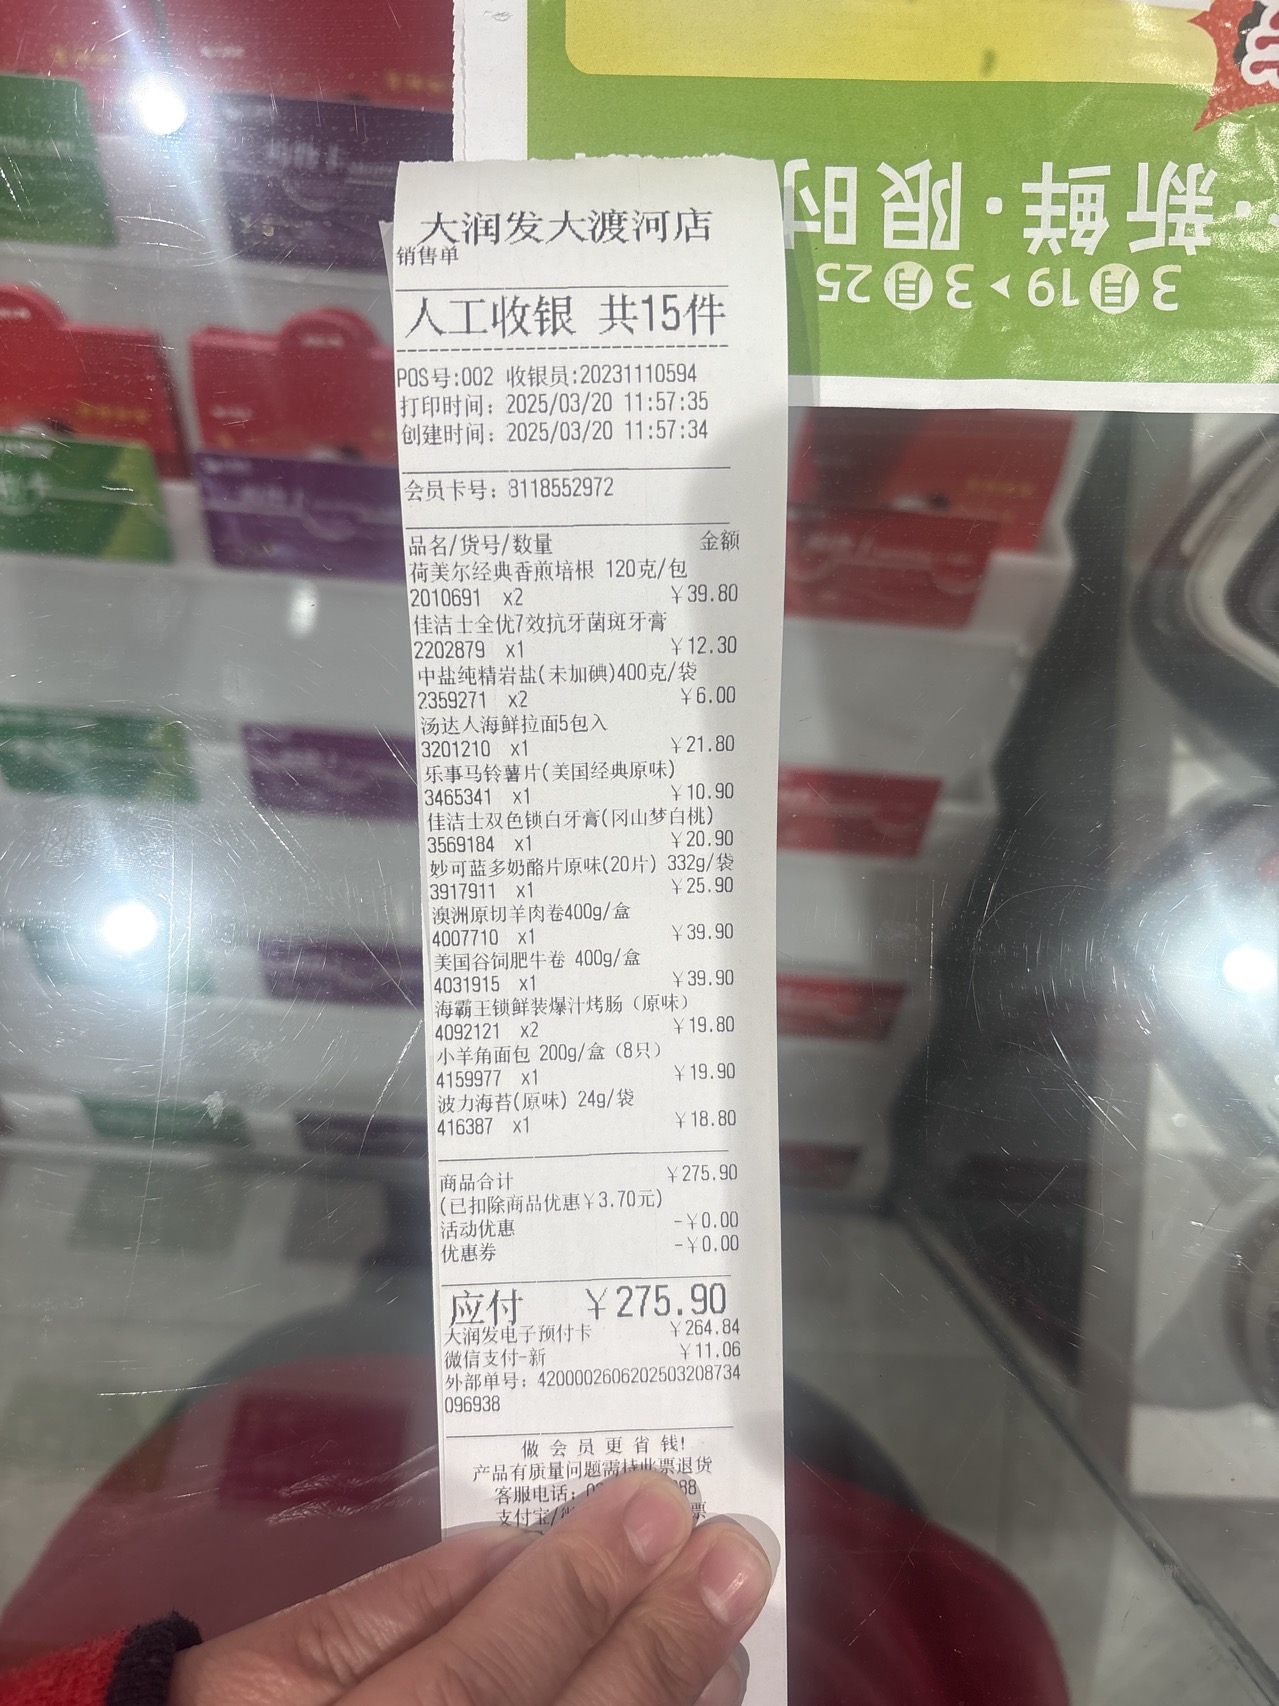 新鲜·限时
3月19▸3月25
大润发大渡河店
销售单
人工收银 共15件
POS号:002 收银员:20231110594
打印时间: 2025/03/20 11:57:35
创建时间: 2025/03/20 11:57:34
会员卡号: 8118552972
品名/货号/数量 金额
荷美尔经典香煎培根 120克/包
2010691 x2 ￥39.80
佳洁士全优7效抗牙菌斑牙膏
2202879 x1 ￥12.30
中盐纯精岩盐(未加碘)400克/袋
2359271 x2 ￥6.00
汤达人海鲜拉面5包入
3201210 x1 ￥21.80
乐事马铃薯片(美国经典原味)
3465341 x1 ￥10.90
佳洁士双色锁白牙膏(冈山梦白桃)
3569184 x1 ￥20.90
妙可蓝多奶酪片原味(20片) 332g/袋
3917911 x1 ￥25.90
澳洲原切羊肉卷400g/盒
4007710 x1 ￥39.90
美国谷饲肥牛卷 400g/盒
4031915 x1 ￥39.90
海霸王锁鲜装爆汁烤肠（原味）
4092121 x2 ￥19.80
小羊角面包 200g/盒（8只）
4159977 x1 ￥19.90
波力海苔(原味) 24g/袋
416387 x1 ￥18.80
商品合计 ￥275.90
(已扣除商品优惠￥3.70元)
活动优惠 -￥0.00
优惠券 -￥0.00
应付 ￥275.90
大润发电子预付卡 ￥264.84
微信支付-新 ￥11.06
外部单号: 4200002606202503208734
096938
做 会 员 更 省 钱!
产品有质量问题需持此票退货
客服电话: 88
支付宝/ 票